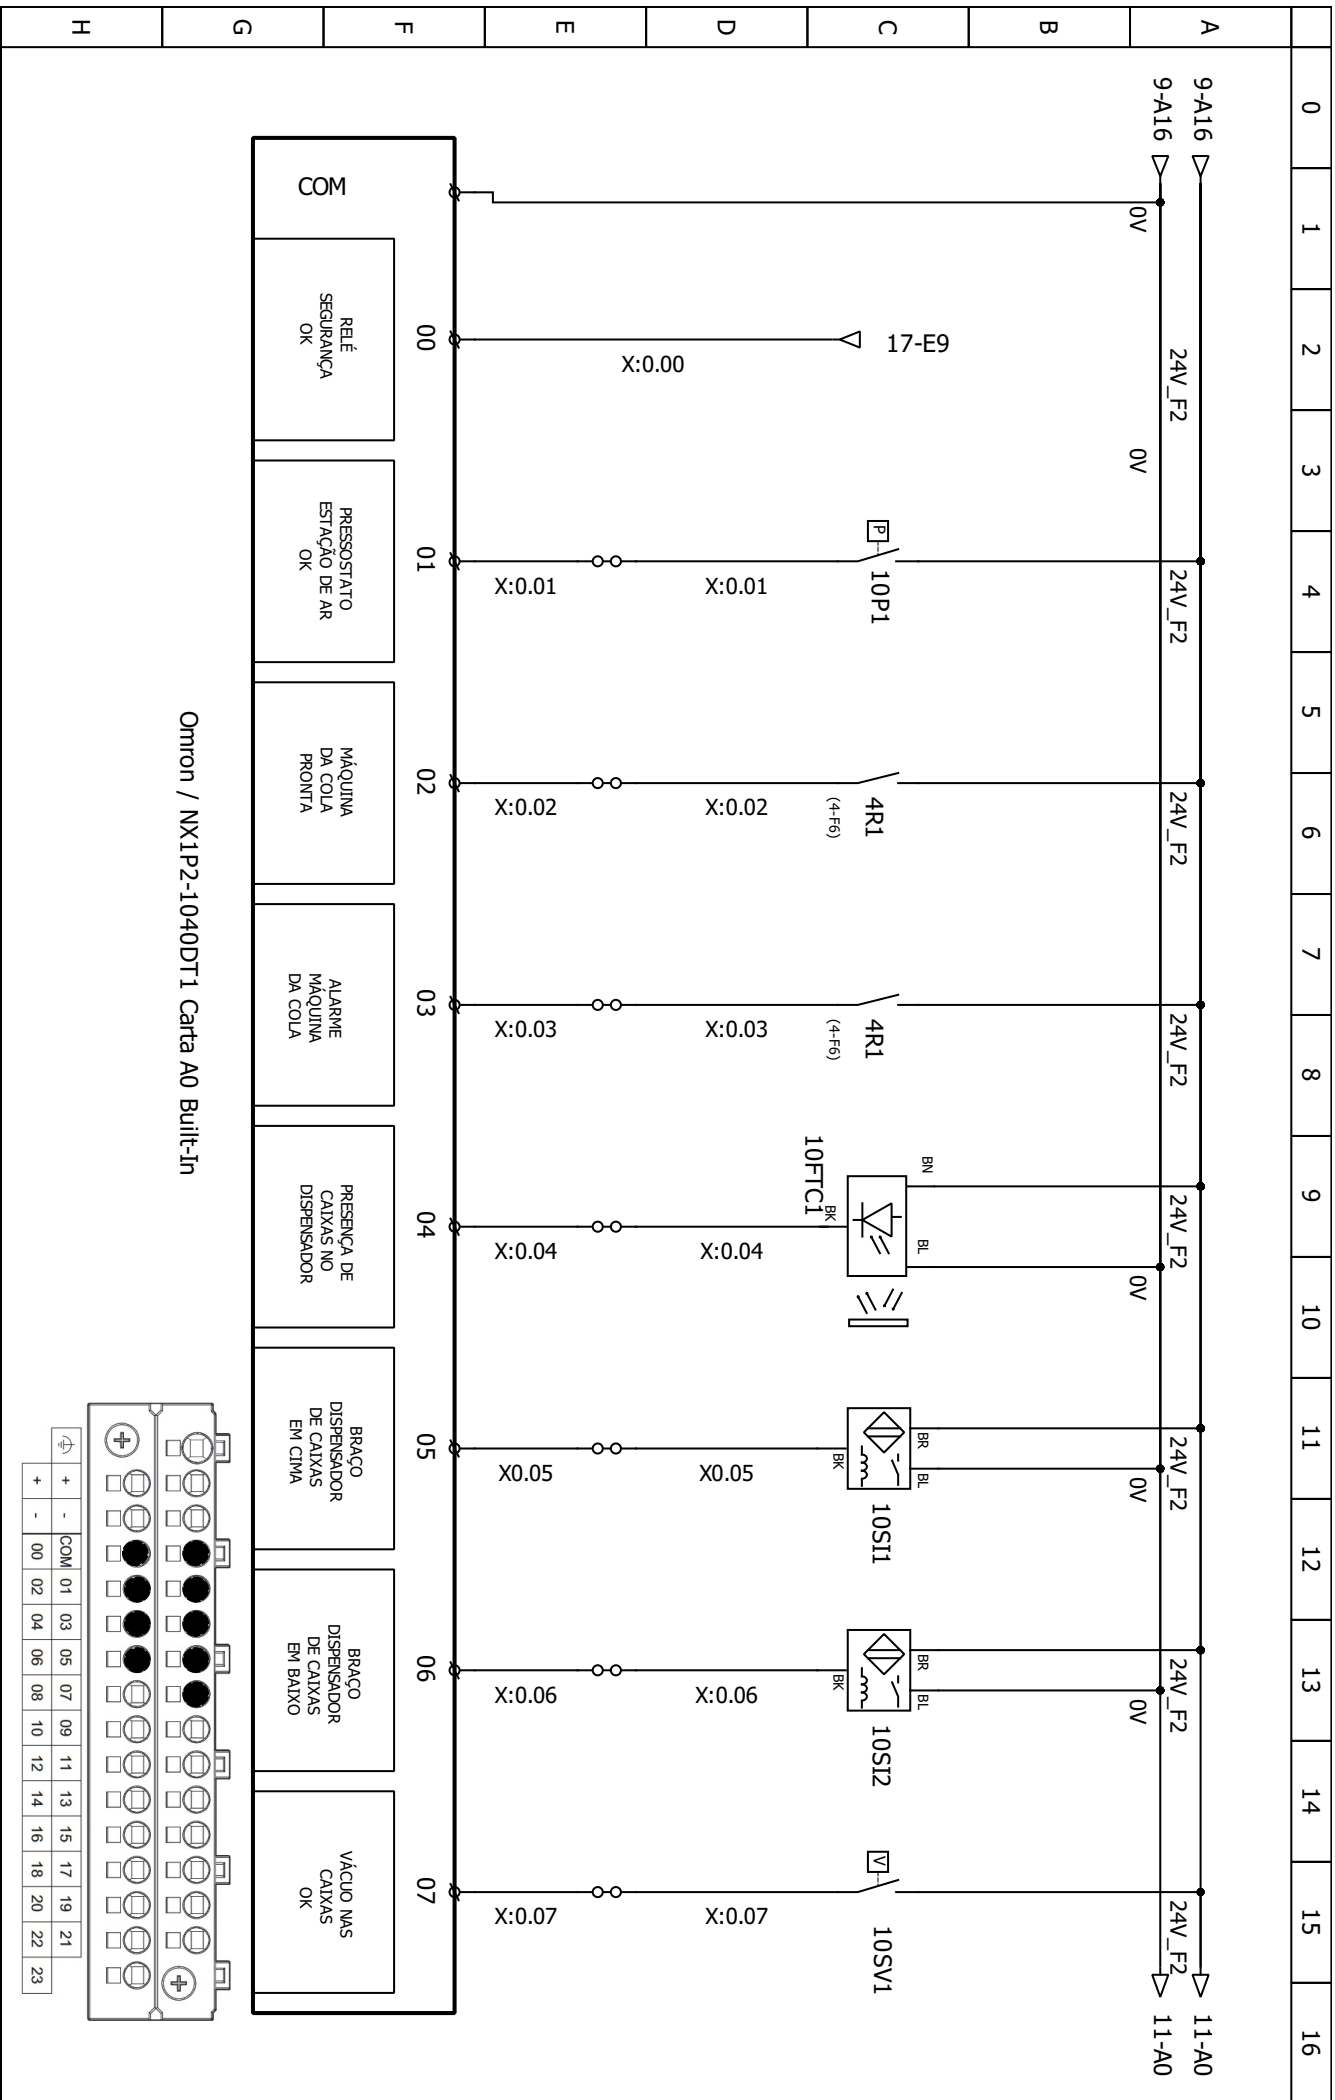 0 1 2 3 4 5 6 7 8 9 10 11 12 13 14 15 16
A
B
C
D
E
F
G
H
9-A16
24V_F2
24V_F2
24V_F2
24V_F2
24V_F2
24V_F2
24V_F2
24V_F2
11-A0
9-A16
0V
0V
0V
0V
0V
11-A0
17-E9
P
10P1
4R1
(4-F6)
4R1
(4-F6)
BN
BL
BK
10FTC1
BR
BL
BK
10SI1
BR
BL
BK
10SI2
V
10SV1
X:0.00
X:0.01
X:0.02
X:0.03
X:0.04
X0.05
X:0.06
X:0.07
X:0.01
X:0.02
X:0.03
X:0.04
X0.05
X:0.06
X:0.07
COM
00
01
02
03
04
05
06
07
RELÉ
SEGURANÇA
OK
PRESSOSTATO
ESTAÇÃO DE AR
OK
MÁQUINA
DA COLA
PRONTA
ALARME
MÁQUINA
DA COLA
PRESENÇA DE
CAIXAS NO
DISPENSADOR
BRAÇO
DISPENSADOR
DE CAIXAS
EM CIMA
BRAÇO
DISPENSADOR
DE CAIXAS
EM BAIXO
VÁCUO NAS
CAIXAS
OK
Omron / NX1P2-1040DT1 Carta A0 Built-In
+ - COM 01 03 05 07 09 11 13 15 17 19 21
+ - 00 02 04 06 08 10 12 14 16 18 20 22 23